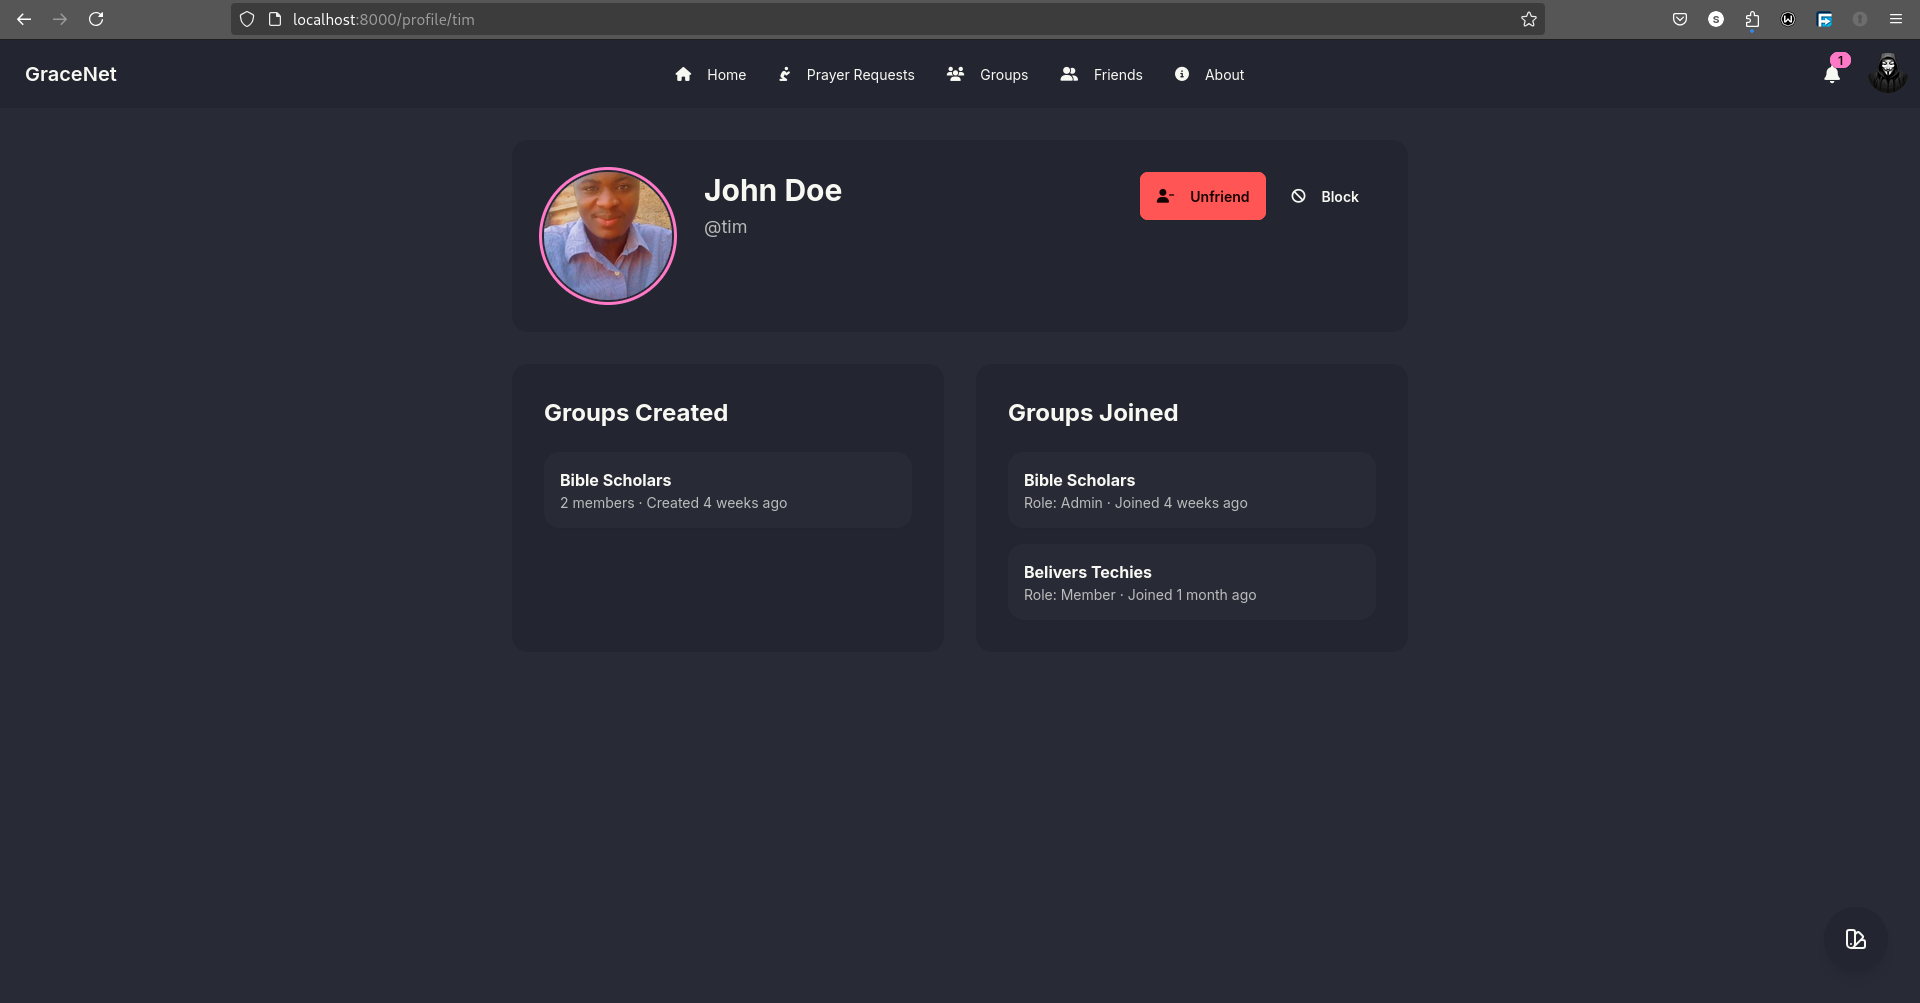 localhost:8000/profile/tim
S
GraceNet
Home
Prayer Requests
Groups
Friends
About
1
John Doe
@tim
Unfriend
Block
Groups Created
Bible Scholars
2 members · Created 4 weeks ago
Groups Joined
Bible Scholars
Role: Admin · Joined 4 weeks ago
Belivers Techies
Role: Member · Joined 1 month ago